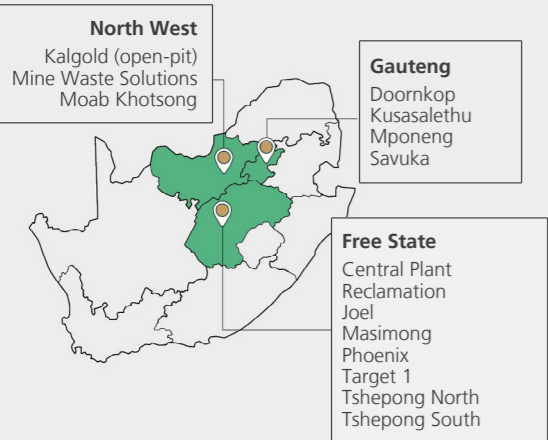 North West
Kalgold (open-pit)
Mine Waste Solutions
Moab Khotsong
Gauteng
Doornkop
Kusasalethu
Mponeng
Savuka
Free State
Central Plant
Reclamation
Joel
Masimong
Phoenix
Target 1
Tshepong North
Tshepong South